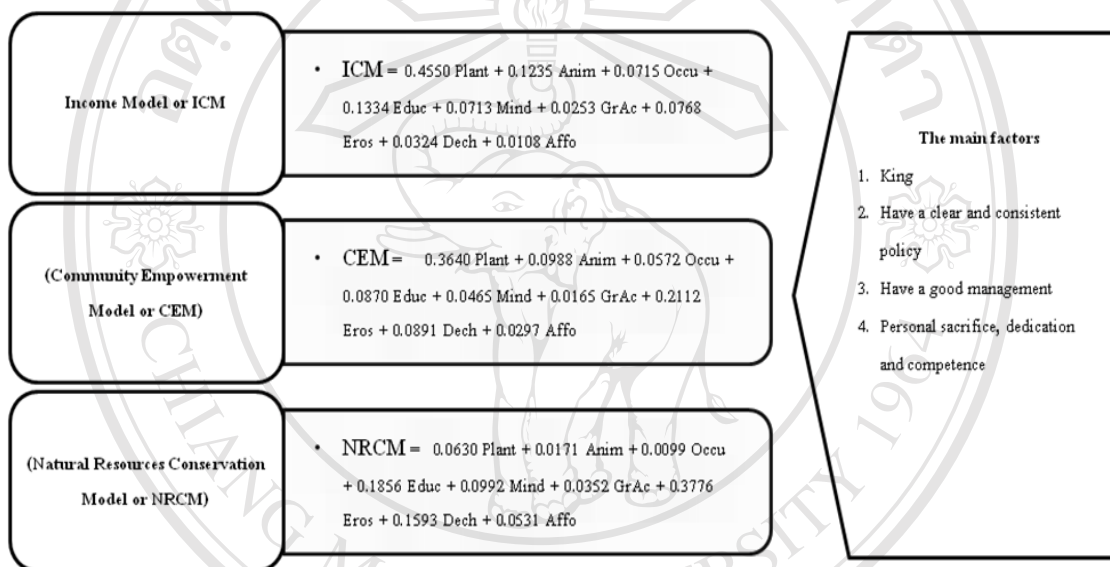 Income Model or ICM
• ICM = 0.4550 Plant + 0.1235 Anim + 0.0715 Occu +
0.1334 Educ + 0.0713 Mind + 0.0253 GrAc + 0.0768
Eros + 0.0324 Dech + 0.0108 Affo
(Community Empowerment
Model or CEM)
• CEM = 0.3640 Plant + 0.0988 Anim + 0.0572 Occu +
0.0870 Educ + 0.0465 Mind + 0.0165 GrAc + 0.2112
Eros + 0.0891 Dech + 0.0297 Affo
(Natural Resources Conservation
Model or NRCM)
• NRCM = 0.0630 Plant + 0.0171 Anim + 0.0099 Occu
+ 0.1856 Educ + 0.0992 Mind + 0.0352 GrAc + 0.3776
Eros + 0.1593 Dech + 0.0531 Affo
The main factors
1. King
2. Have a clear and consistent
policy
3. Have a good management
4. Personal sacrifice, dedication
and competence
CHIANG M UNIVERSITY 1964